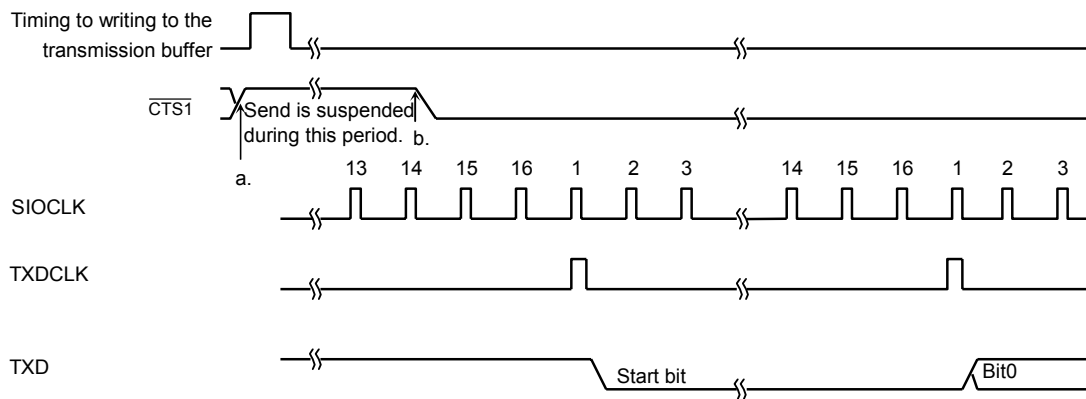 Timing to writing to the
transmission buffer
CTS1
Send is suspended
during this period.
b.
a.
13 14 15 16 1 2 3 14 15 16 1 2 3
SIOCLK
TXDCLK
TXD
Start bit
Bit0